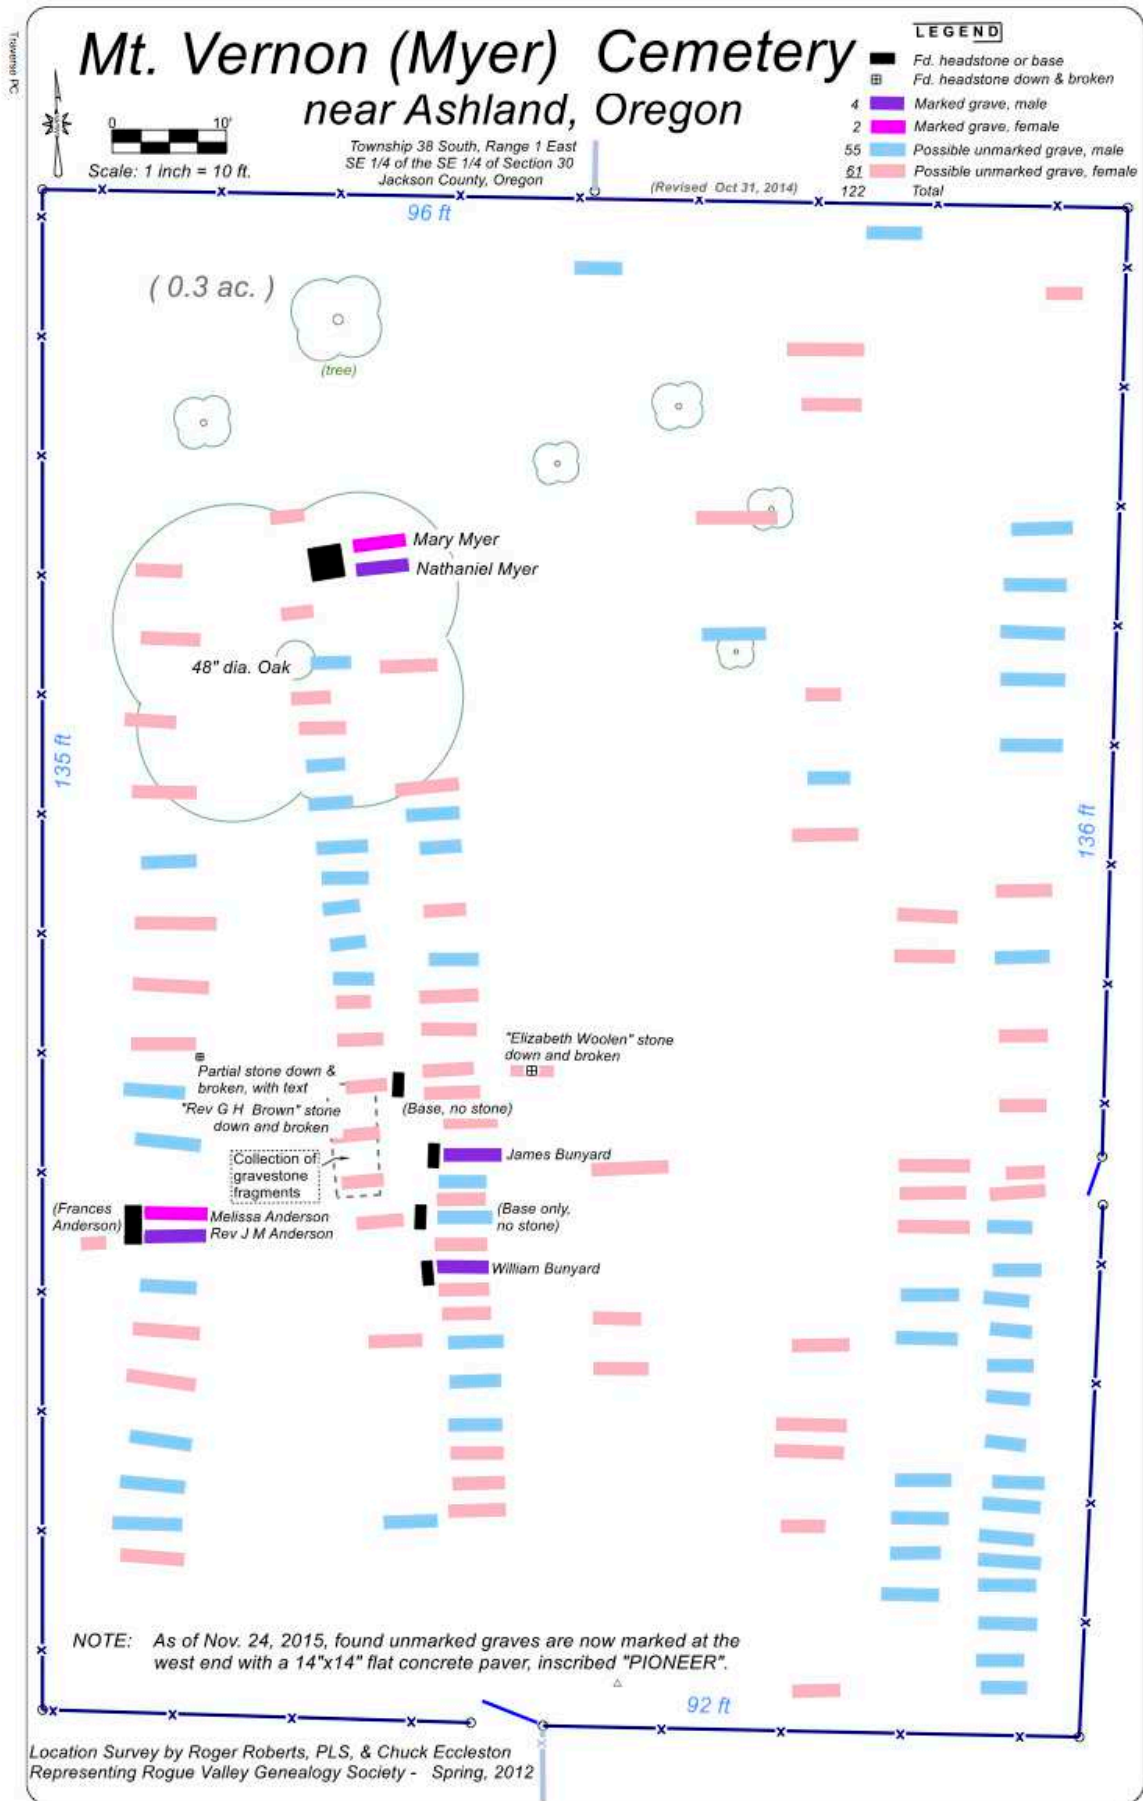 Traverse PC
Mt. Vernon (Myer) Cemetery
near Ashland, Oregon
Township 38 South, Range 1 East
SE 1/4 of the SE 1/4 of Section 30
Jackson County, Oregon
(Revised Oct 31, 2014)
0 10'
Scale: 1 inch = 10 ft.
LEGEND
Fd. headstone or base
Fd. headstone down & broken
4 Marked grave, male
2 Marked grave, female
55 Possible unmarked grave, male
61 Possible unmarked grave, female
122 Total
96 ft
( 0.3 ac. )
(tree)
Mary Myer
Nathaniel Myer
48" dia. Oak
135 ft
136 ft
"Elizabeth Woolen" stone
down and broken
Partial stone down &
broken, with text
"Rev G H Brown" stone
down and broken
(Base, no stone)
Collection of
gravestone
fragments
James Bunyard
(Frances
Anderson)
Melissa Anderson
Rev J M Anderson
(Base only,
no stone)
William Bunyard
NOTE: As of Nov. 24, 2015, found unmarked graves are now marked at the
west end with a 14"x14" flat concrete paver, inscribed "PIONEER".
92 ft
Location Survey by Roger Roberts, PLS, & Chuck Eccleston
Representing Rogue Valley Genealogy Society - Spring, 2012